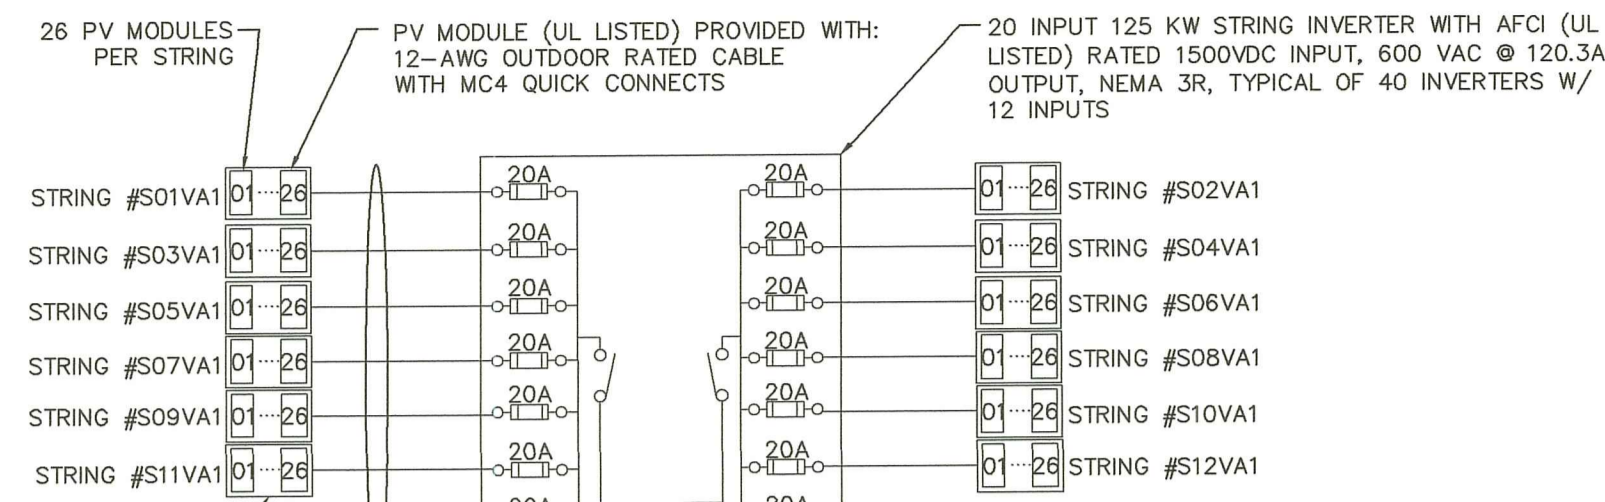 26 PV MODULES
PER STRING
PV MODULE (UL LISTED) PROVIDED WITH:
12-AWG OUTDOOR RATED CABLE
WITH MC4 QUICK CONNECTS
20 INPUT 125 KW STRING INVERTER WITH AFCI (UL
LISTED) RATED 1500VDC INPUT, 600 VAC @ 120.3A
OUTPUT, NEMA 3R, TYPICAL OF 40 INVERTERS W/
12 INPUTS
STRING #S01VA1 01 ···· 26 20A 20A 01 ···· 26 STRING #S02VA1
STRING #S03VA1 01 ···· 26 20A 20A 01 ···· 26 STRING #S04VA1
STRING #S05VA1 01 ···· 26 20A 20A 01 ···· 26 STRING #S06VA1
STRING #S07VA1 01 ···· 26 20A 20A 01 ···· 26 STRING #S08VA1
STRING #S09VA1 01 ···· 26 20A 20A 01 ···· 26 STRING #S10VA1
STRING #S11VA1 01 ···· 26 20A 20A 01 ···· 26 STRING #S12VA1